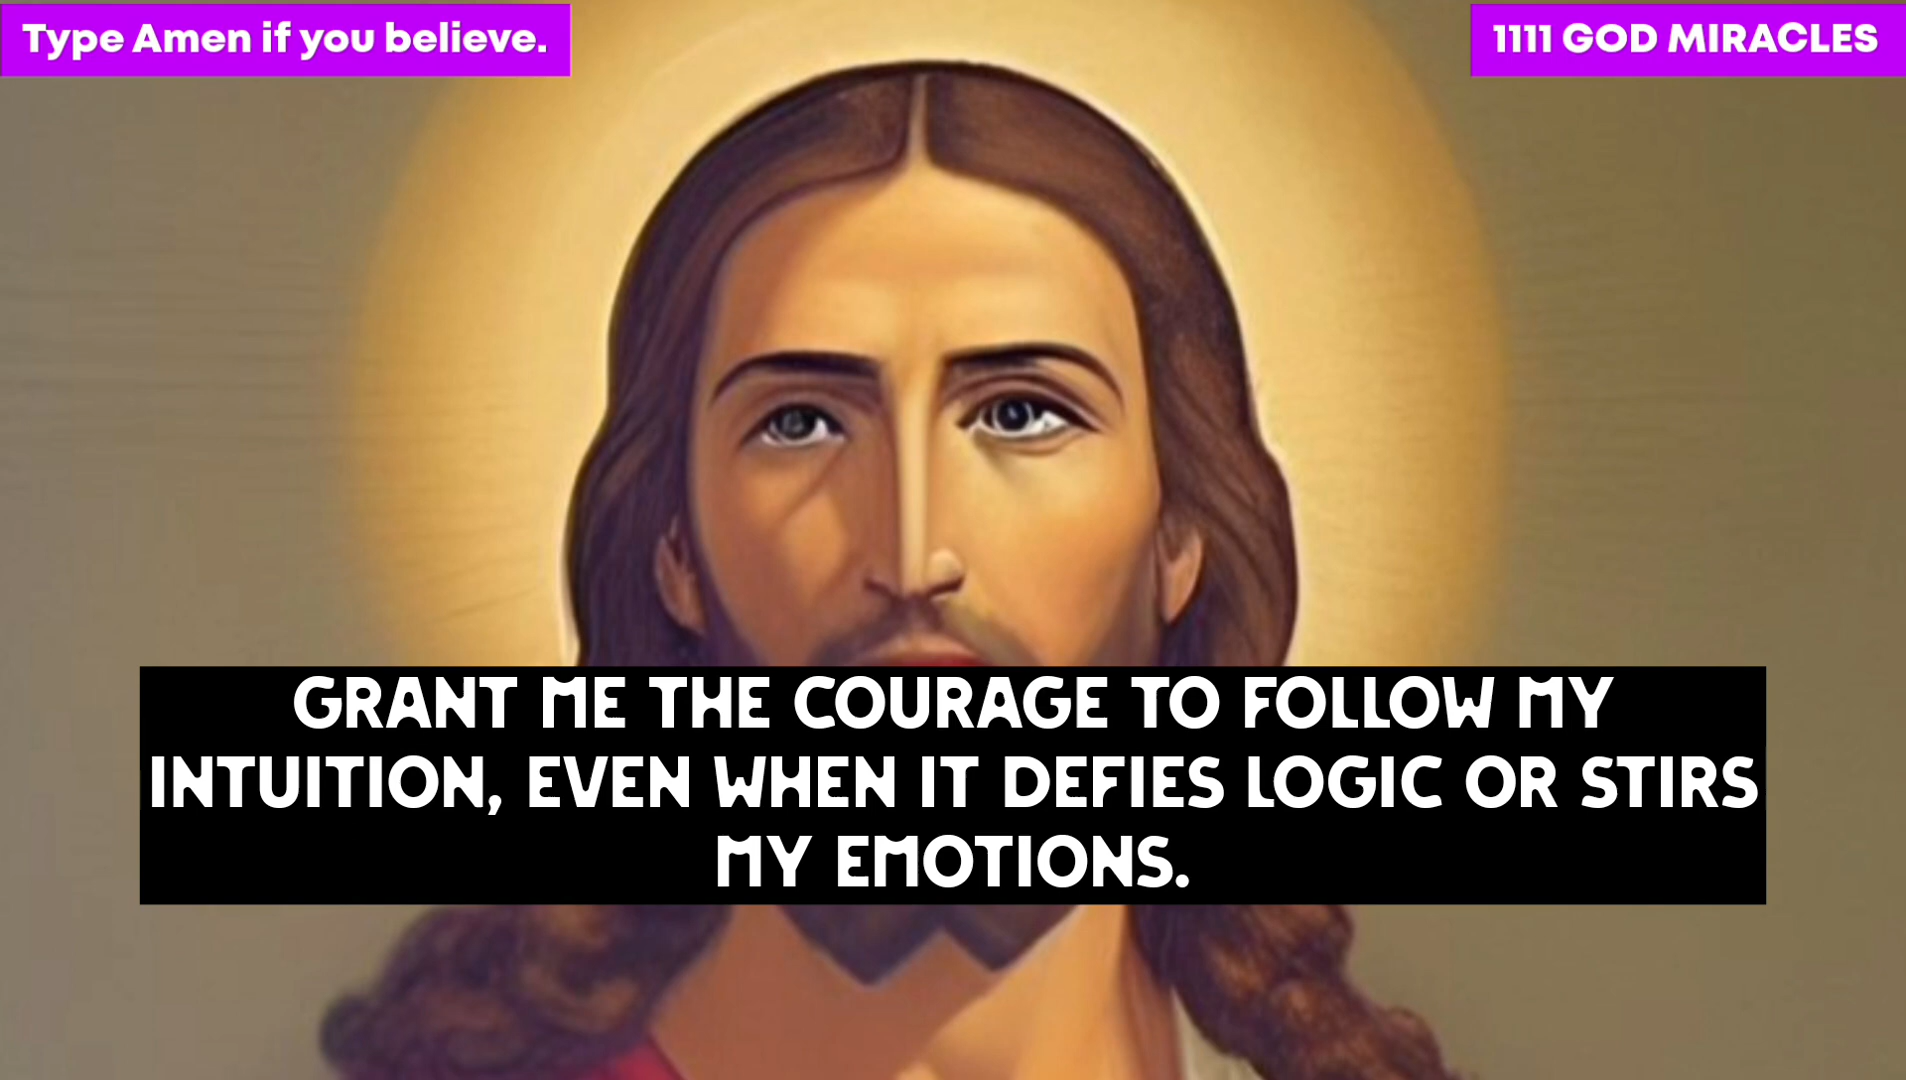 Type Amen if you believe.
1111 GOD MIRACLES
GRANT ME THE COURAGE TO FOLLOW MY
INTUITION, EVEN WHEN IT DEFIES LOGIC OR STIRS
MY EMOTIONS.